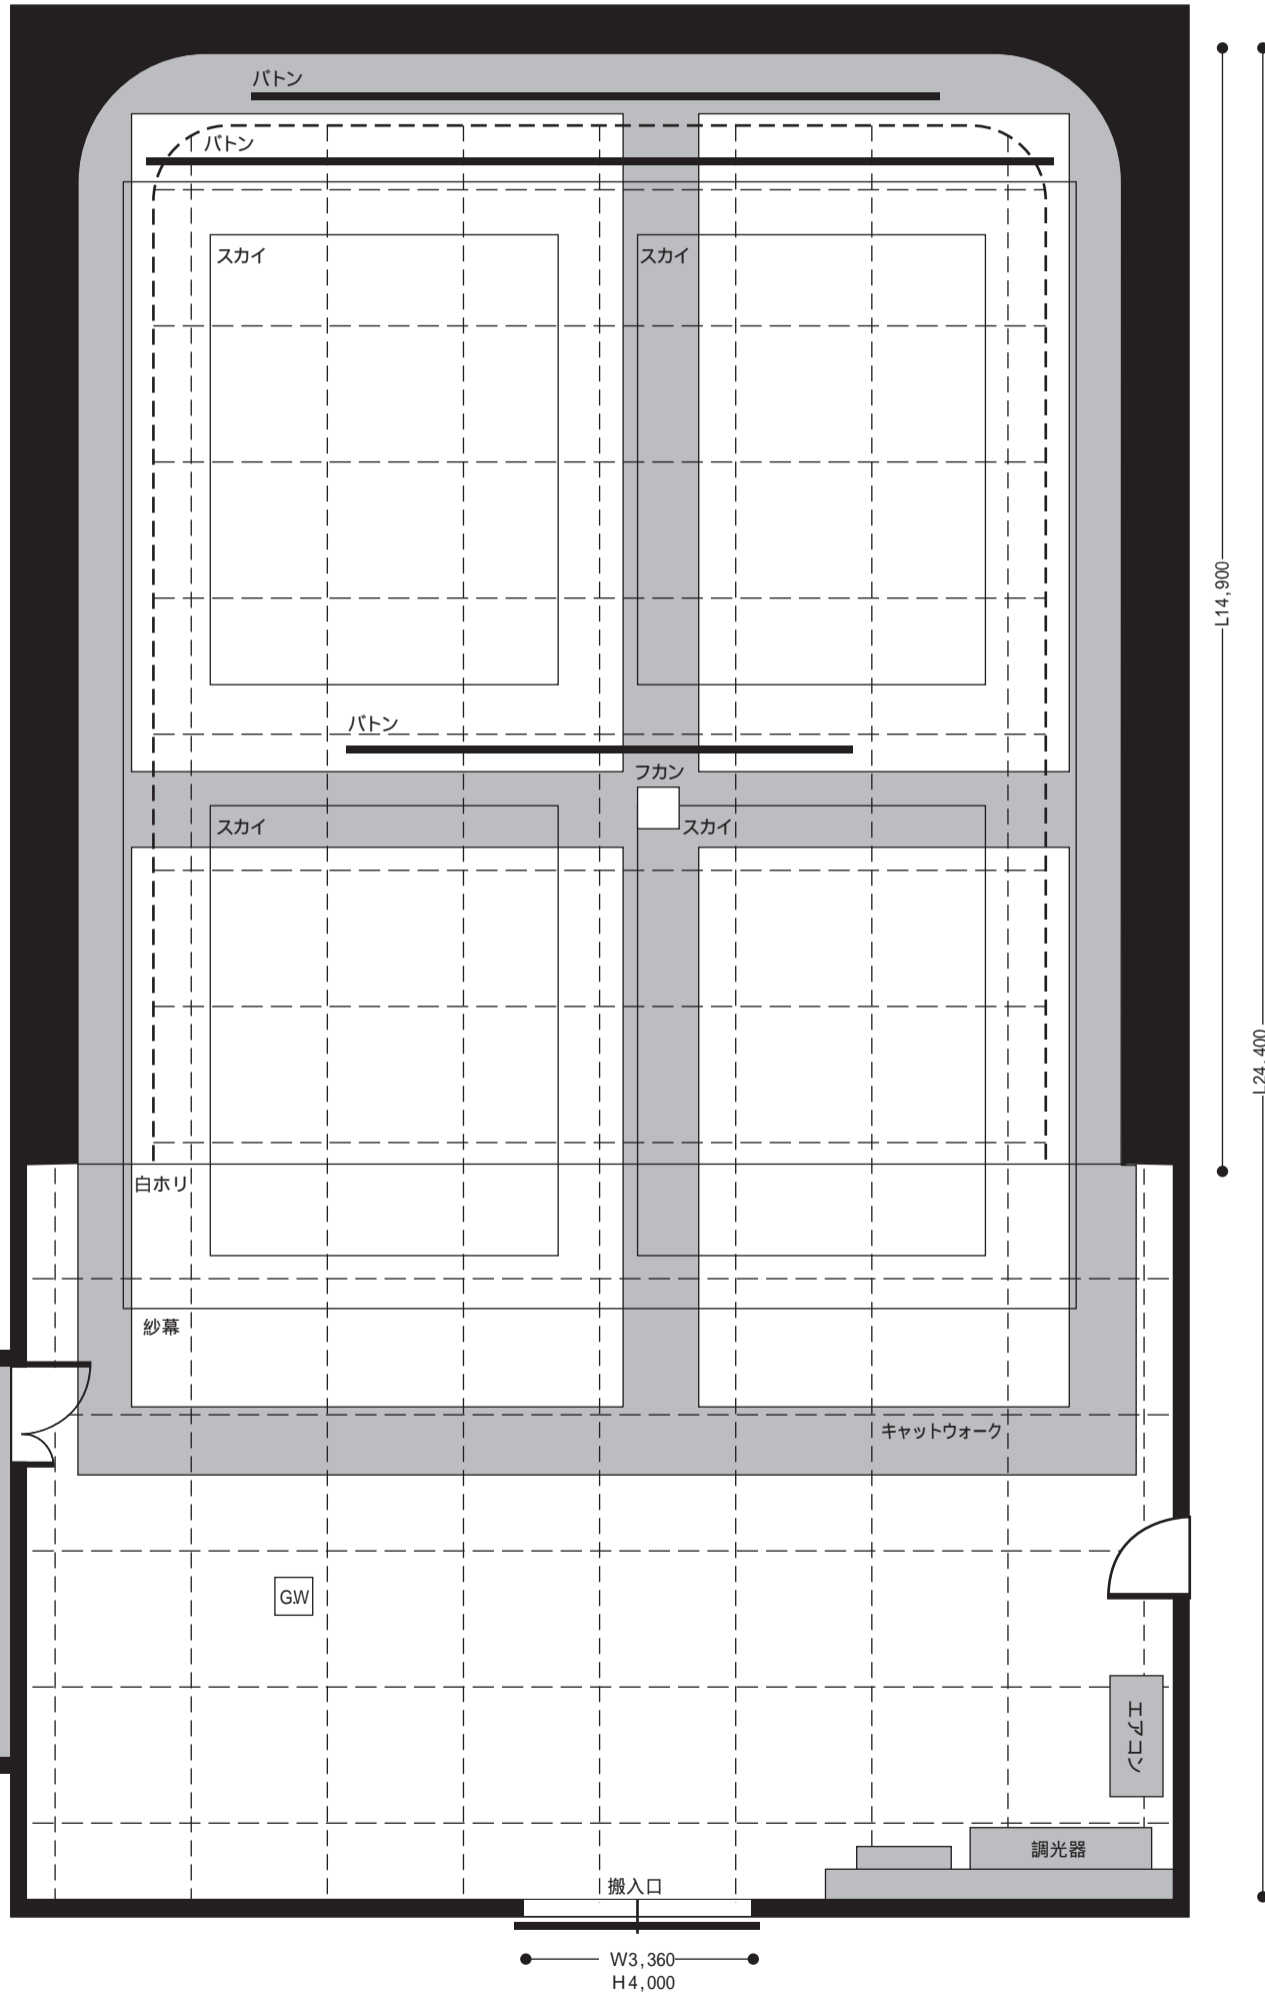 バトン
バトン
スカイ
スカイ
L14,900
バトン
フカン
スカイ
スカイ
L24,400
白ホリ
紗幕
キャットウォーク
G.W
エアコン
調光器
搬入口
W3,360
H4,000